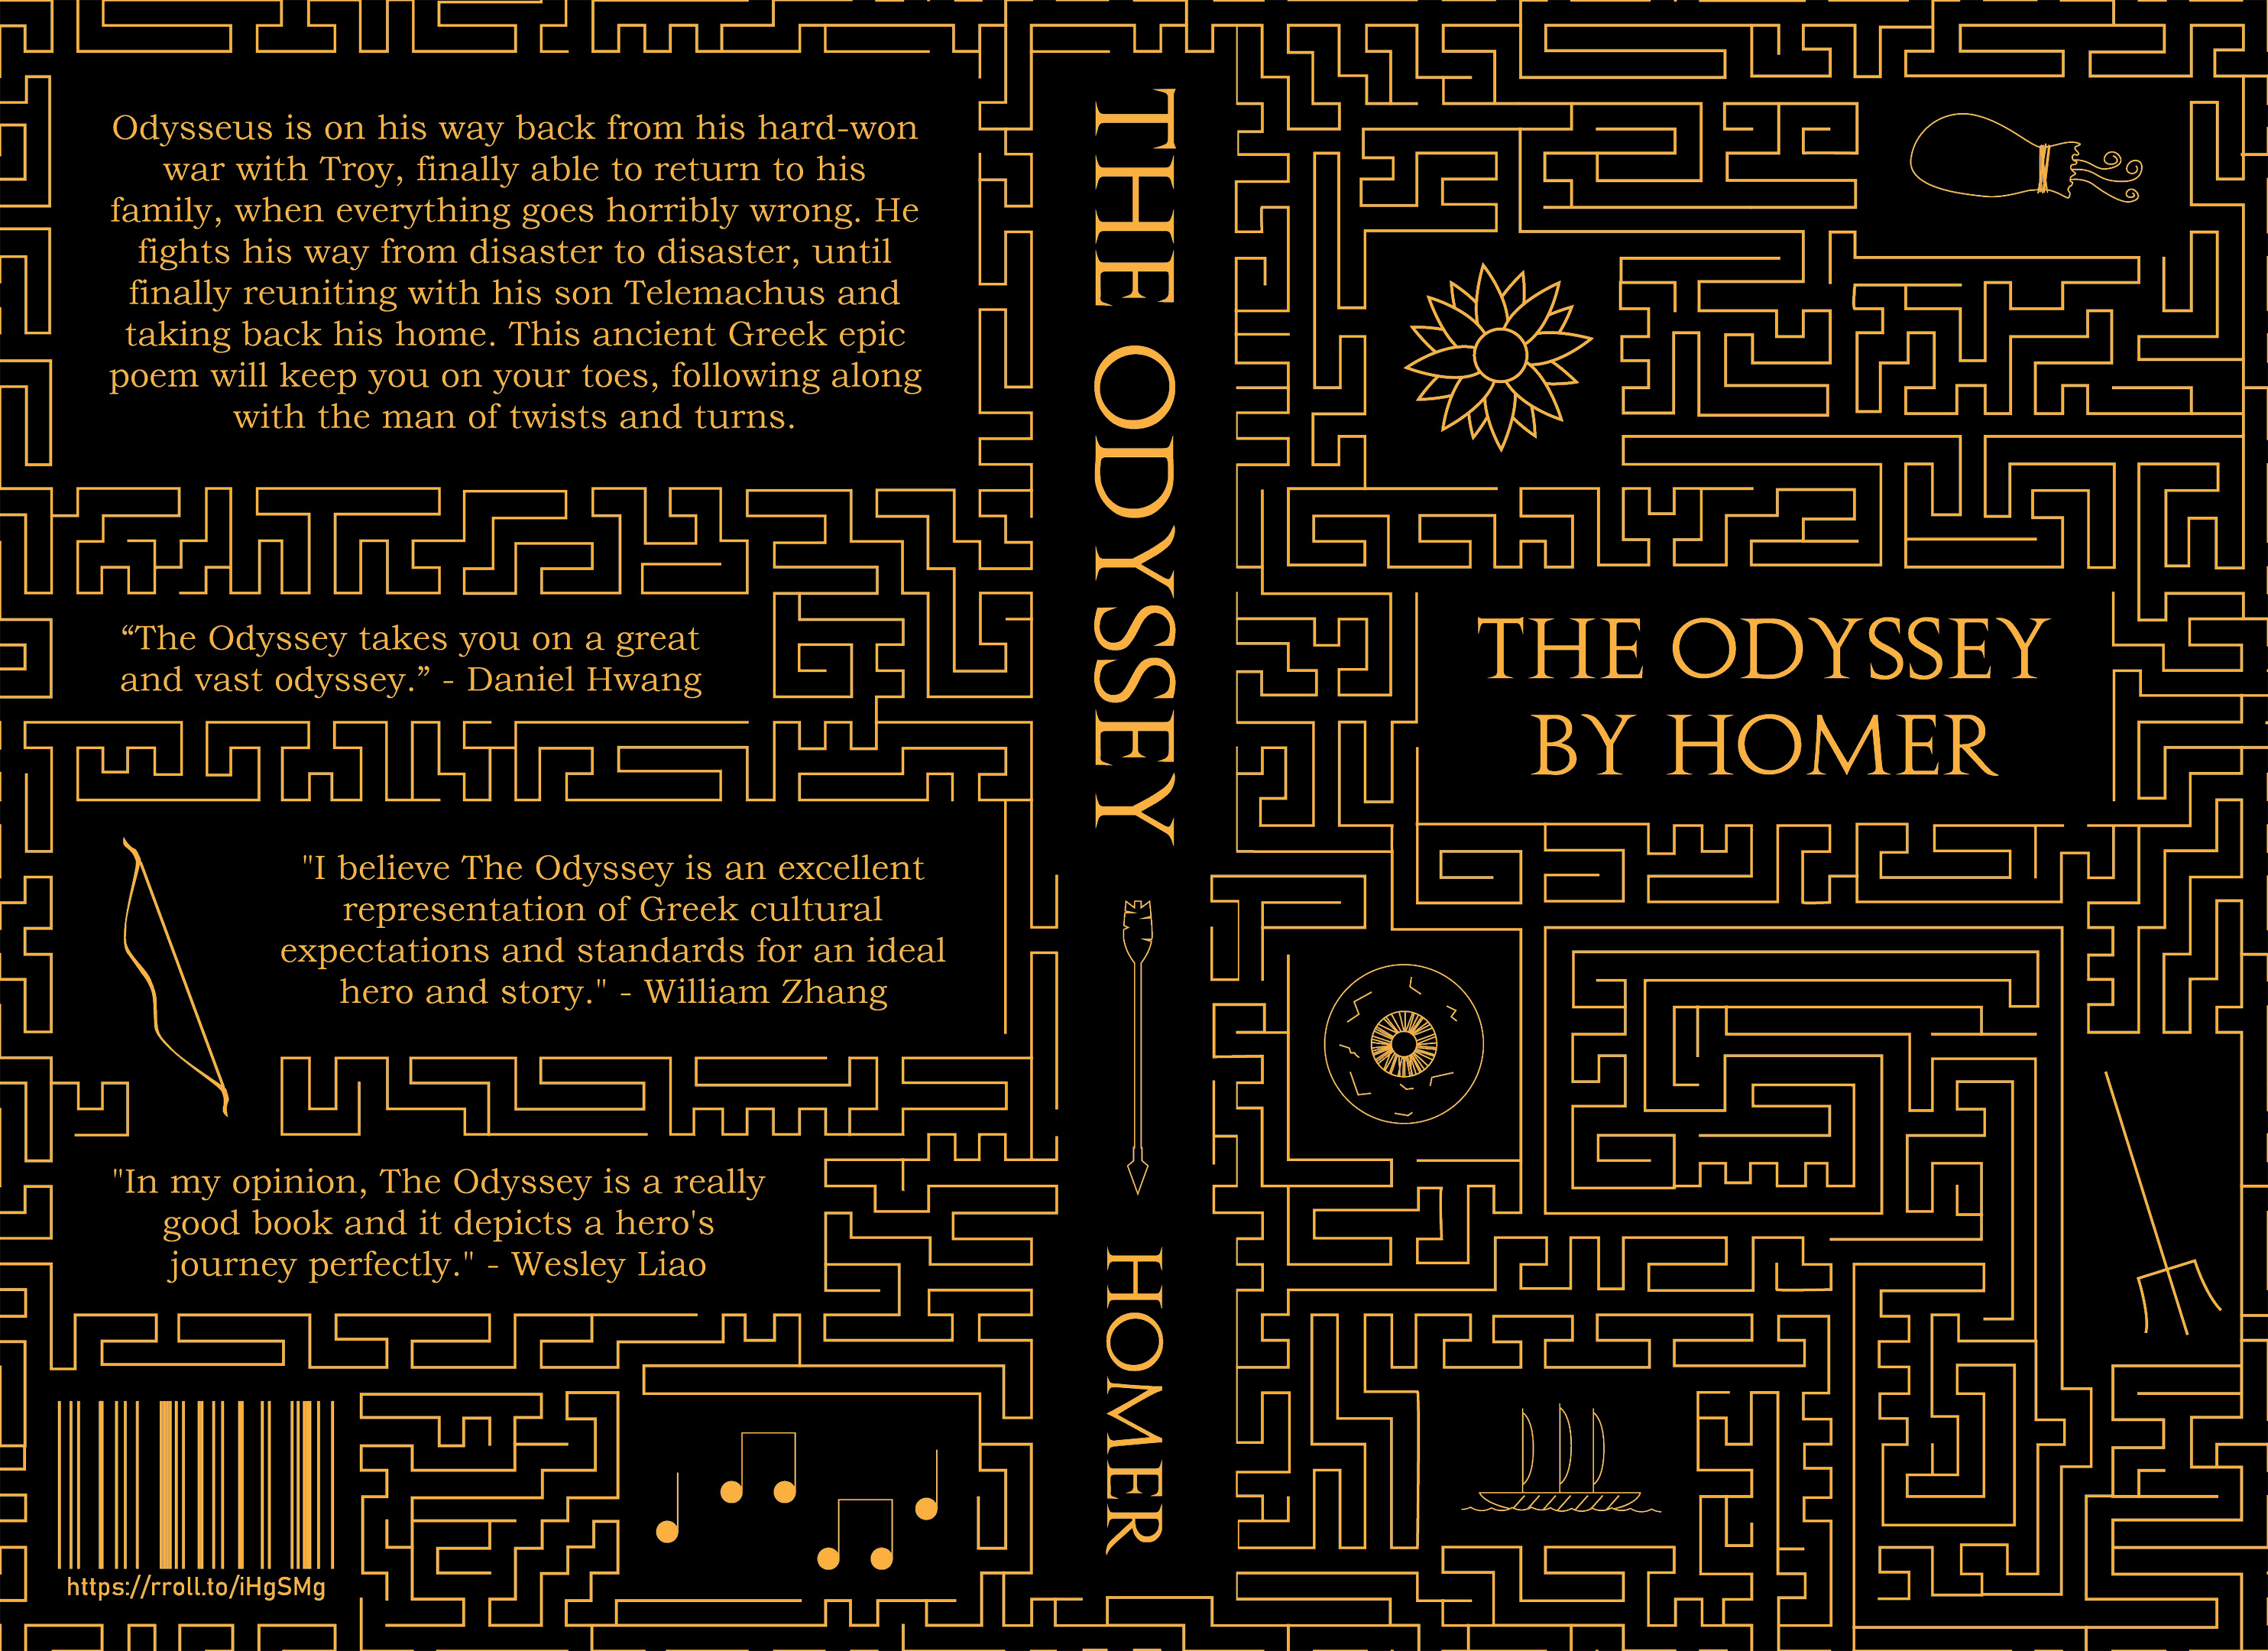 Odysseus is on his way back from his hard-won
war with Troy, finally able to return to his
family, when everything goes horribly wrong. He
fights his way from disaster to disaster, until
finally reuniting with his son Telemachus and
taking back his home. This ancient Greek epic
poem will keep you on your toes, following along
with the man of twists and turns.
“The Odyssey takes you on a great
and vast odyssey.” - Daniel Hwang
"I believe The Odyssey is an excellent
representation of Greek cultural
expectations and standards for an ideal
hero and story." - William Zhang
"In my opinion, The Odyssey is a really
good book and it depicts a hero's
journey perfectly." - Wesley Liao
https://rroll.to/iHgSMg
THE ODYSSEY
HOMER
THE ODYSSEY
BY HOMER